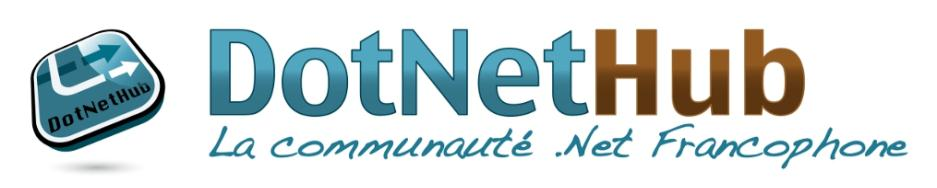 DotNetHub
DotNetHub
La communauté .Net Francophone